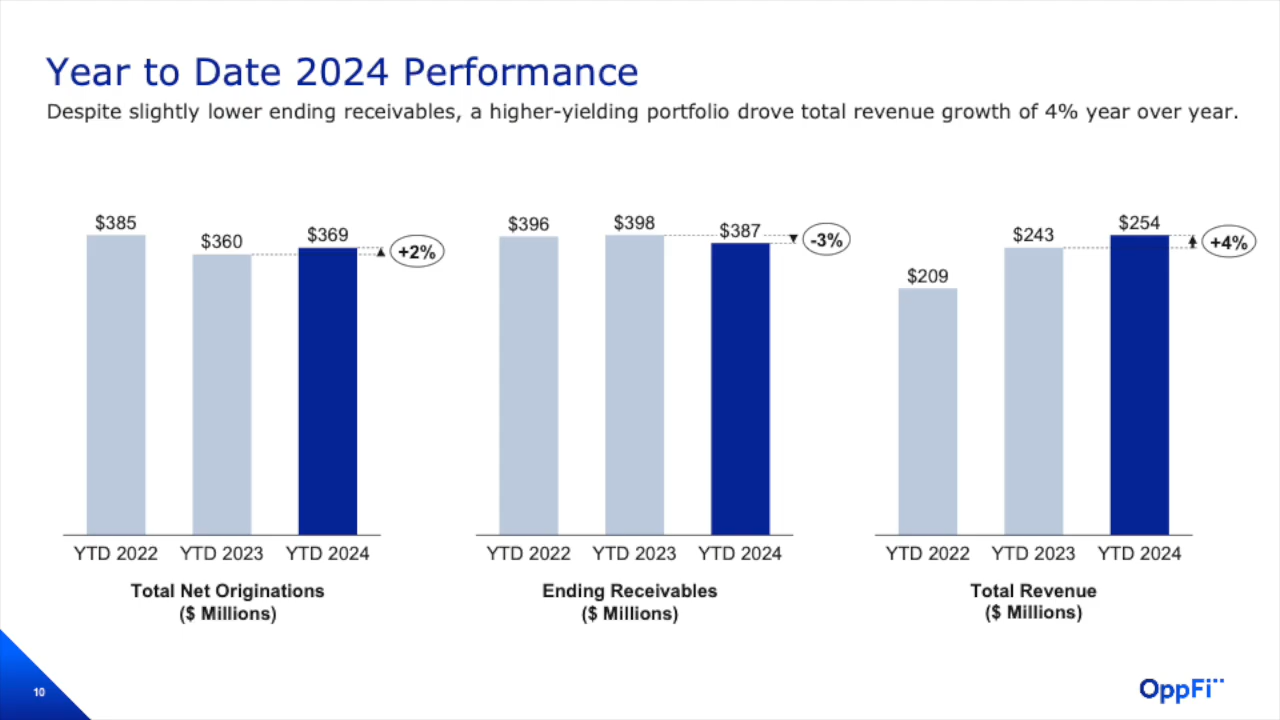 Year to Date 2024 Performance
Despite slightly lower ending receivables, a higher-yielding portfolio drove total revenue growth of 4% year over year.
$385
$360
$369
+2%
YTD 2022
YTD 2023
YTD 2024
Total Net Originations
($ Millions)
$396
$398
$387
-3%
YTD 2022
YTD 2023
YTD 2024
Ending Receivables
($ Millions)
$209
$243
$254
+4%
YTD 2022
YTD 2023
YTD 2024
Total Revenue
($ Millions)
10
OppFi